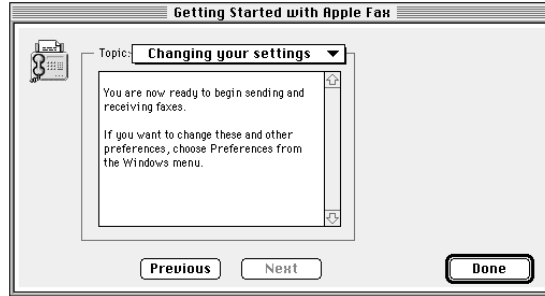 Getting Started with Apple Fax
Topic: Changing your settings
You are now ready to begin sending and
receiving faxes.
If you want to change these and other
preferences, choose Preferences from
the Windows menu.
Previous Next Done